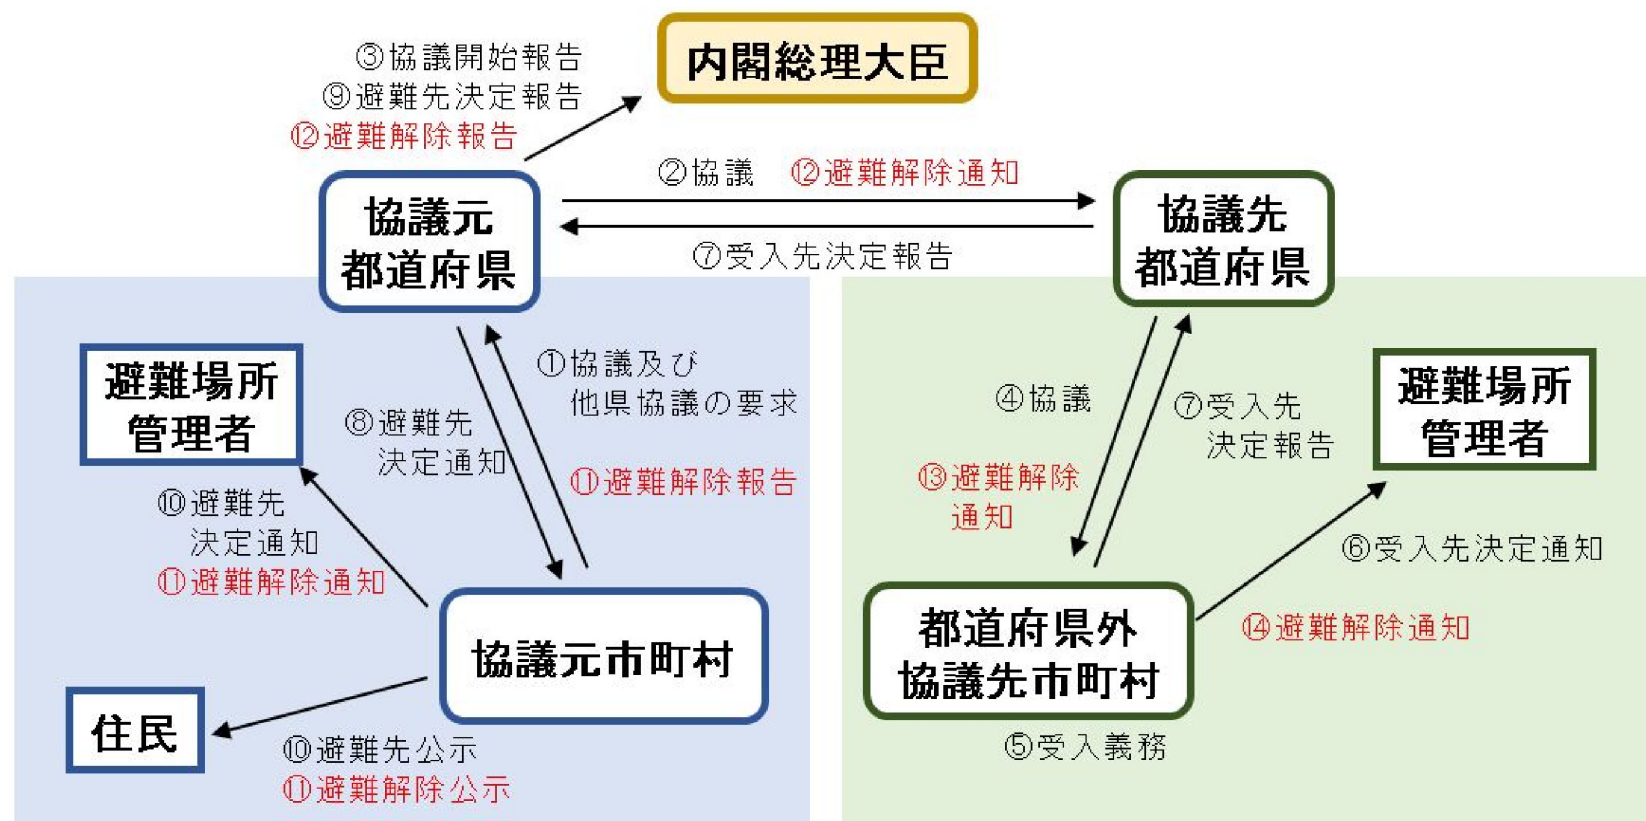 ③協議開始報告
⑨避難先決定報告
⑫避難解除報告
内閣総理大臣
②協議 ⑫避難解除通知
協議元
都道府県
協議先
都道府県
⑦受入先決定報告
避難場所
管理者
①協議及び
他県協議の要求
⑧避難先
決定通知
⑪避難解除報告
⑩避難先
決定通知
⑪避難解除通知
協議元市町村
住民
⑩避難先公示
⑪避難解除公示
④協議
⑦受入先
決定報告
⑬避難解除
通知
避難場所
管理者
⑥受入先決定通知
⑭避難解除通知
都道府県外
協議先市町村
⑤受入義務